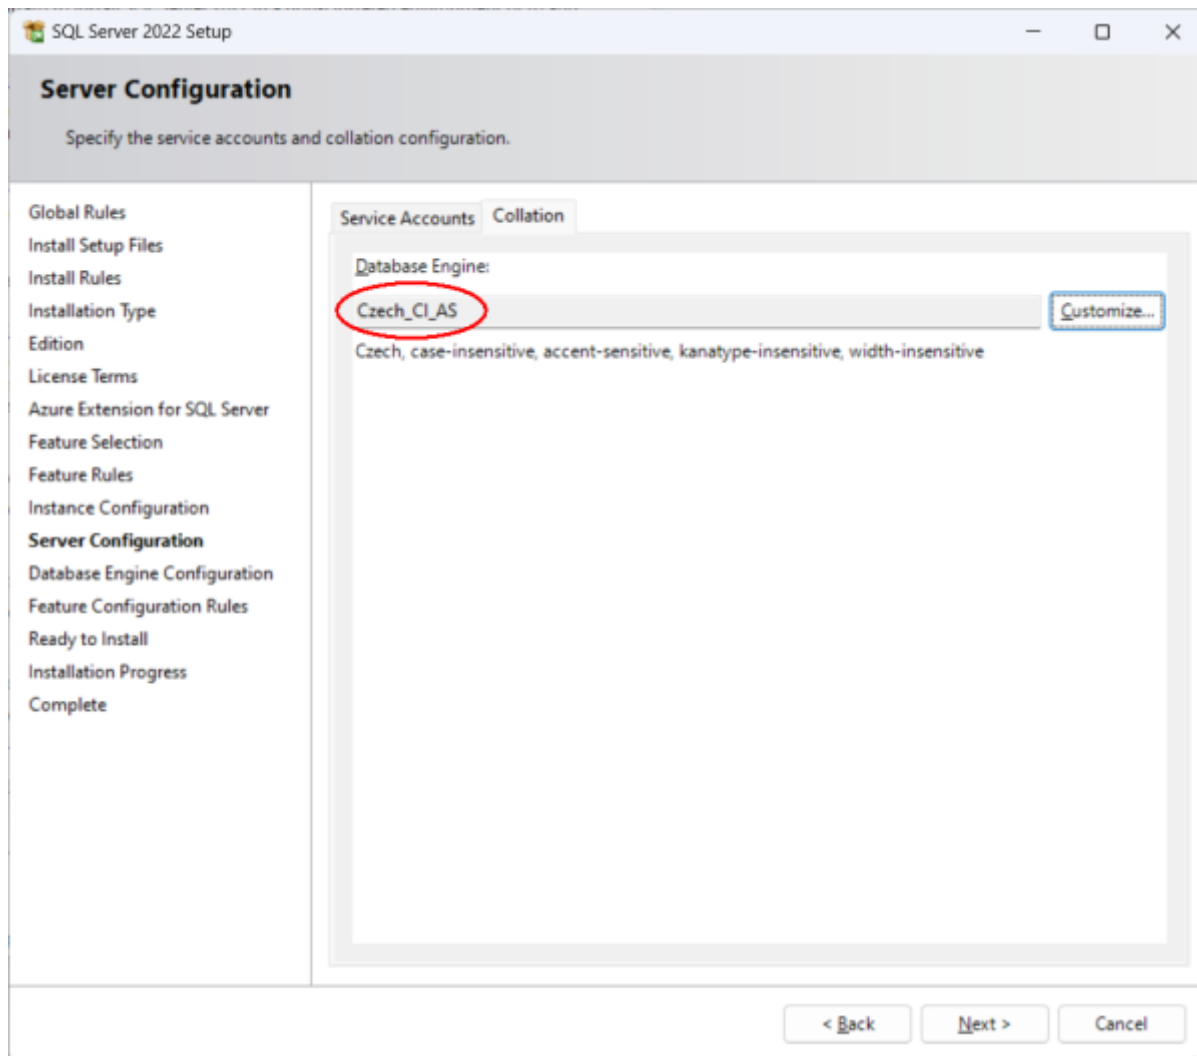 SQL Server 2022 Setup
Server Configuration
Specify the service accounts and collation configuration.
Global Rules
Install Setup Files
Install Rules
Installation Type
Edition
License Terms
Azure Extension for SQL Server
Feature Selection
Feature Rules
Instance Configuration
Server Configuration
Database Engine Configuration
Feature Configuration Rules
Ready to Install
Installation Progress
Complete
Service Accounts Collation
Database Engine:
Czech_CI_AS Customize...
Czech, case-insensitive, accent-sensitive, kanatype-insensitive, width-insensitive
< Back Next > Cancel